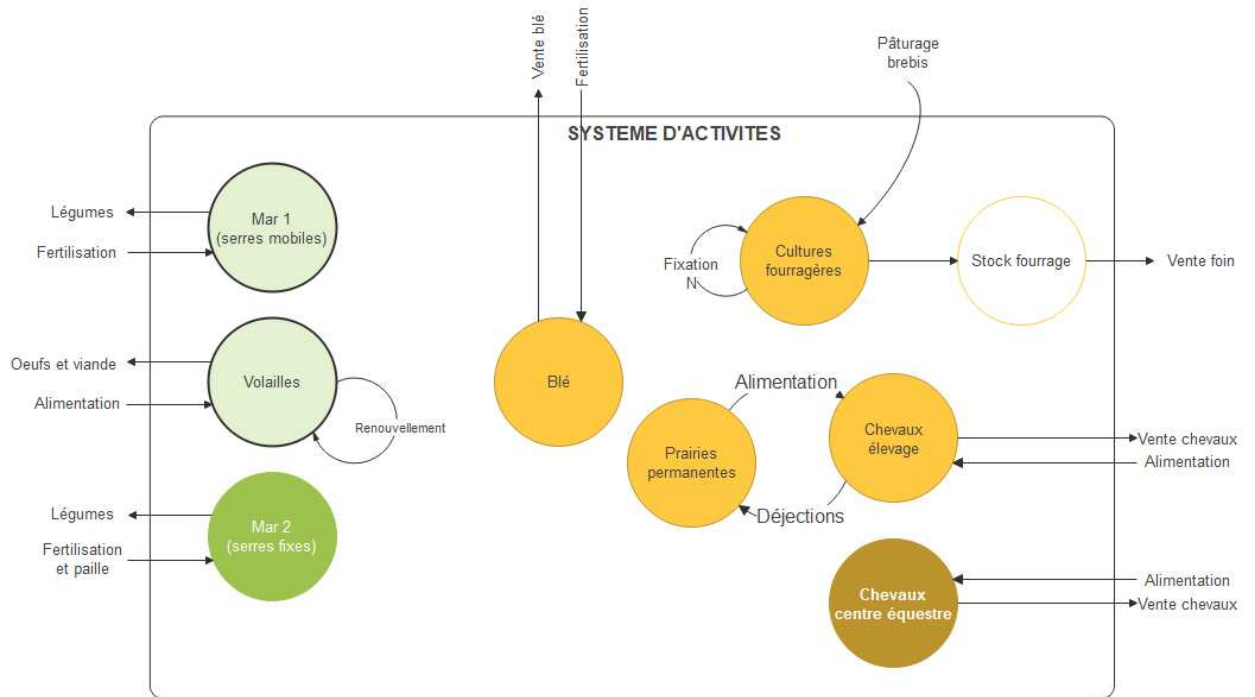 Vente blé
Fertilisation
Pâturage
brebis
SYSTEME D'ACTIVITES
Légumes
Fertilisation
Mar 1
(serres mobiles)
Fixation
N
Cultures
fourragères
Stock fourrage
Vente foin
Oeufs et viande
Alimentation
Volailles
Renouvellement
Blé
Alimentation
Prairies
permanentes
Chevaux
élevage
Déjections
Vente chevaux
Alimentation
Légumes
Fertilisation
et paille
Mar 2
(serres fixes)
Chevaux
centre équestre
Alimentation
Vente chevaux